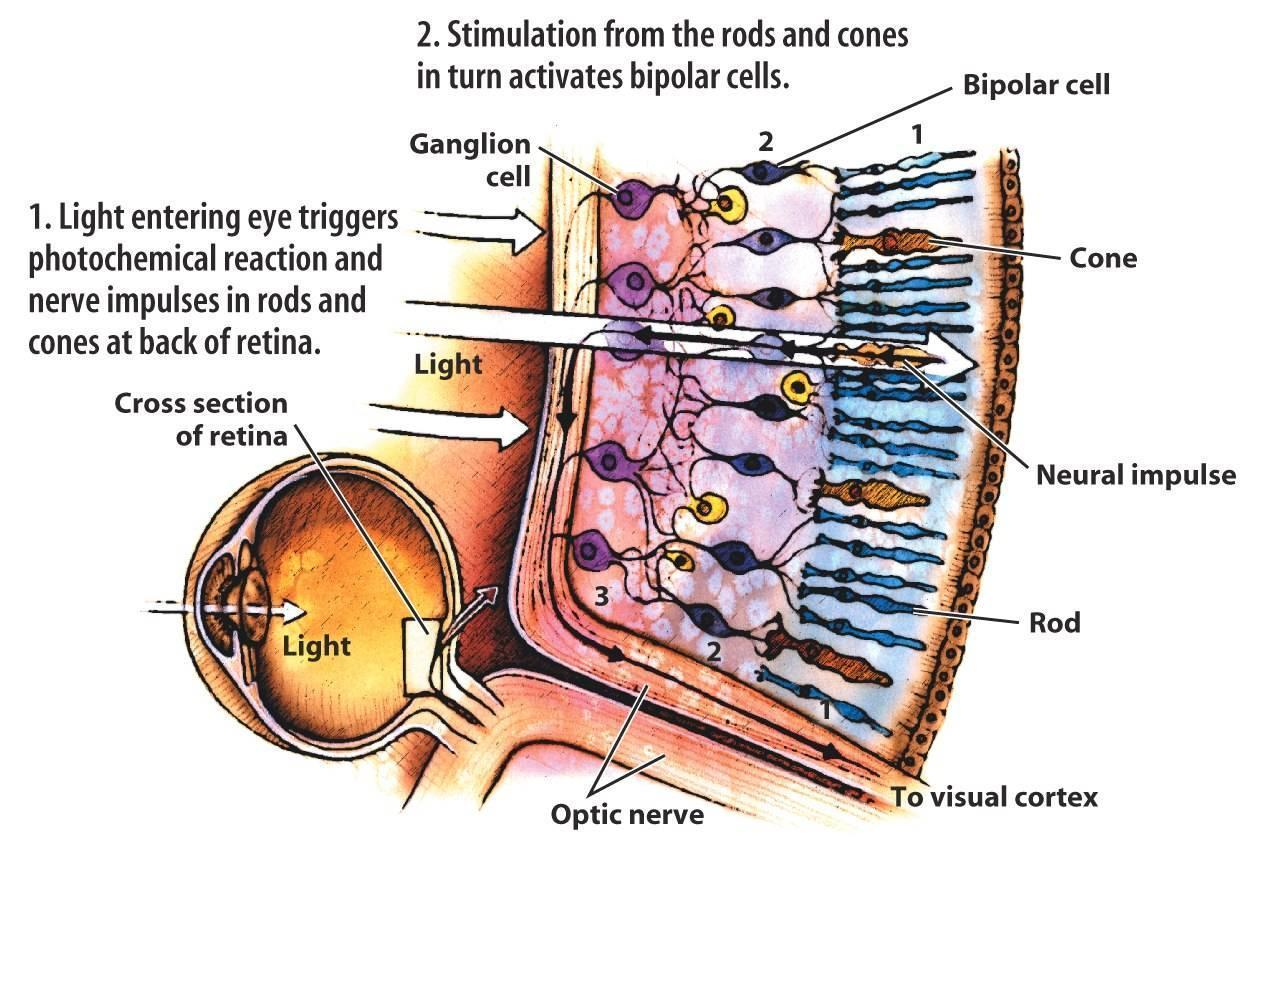 2. Stimulation from the rods and cones
in turn activates bipolar cells.
Bipolar cell
Ganglion
cell
2
1
1. Light entering eye triggers
photochemical reaction and
nerve impulses in rods and
cones at back of retina.
Cone
Light
Cross section
of retina
Neural impulse
3
Rod
Light
2
1
Optic nerve
To visual cortex